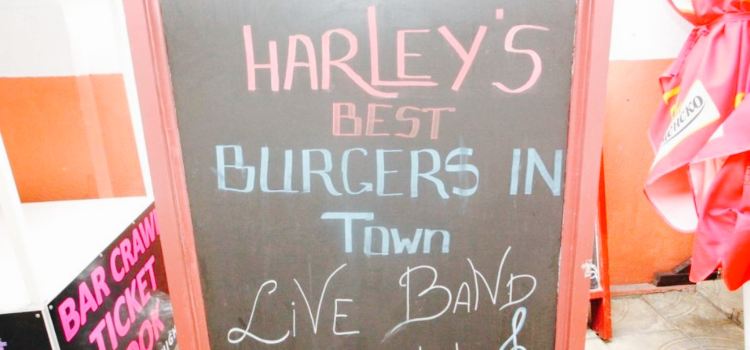 HARLEY'S
BEST
BURGERS IN
TOWN
LIVE BAND
BAR CRAWL
TICKET